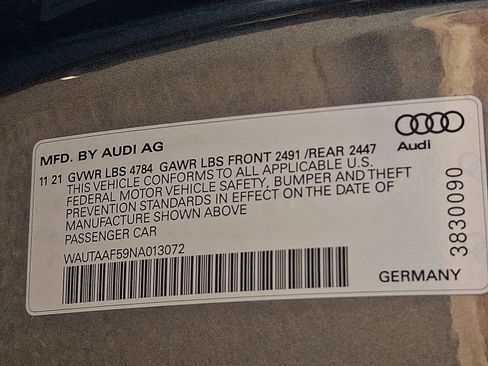 MFD. BY AUDI AG
11 21 GVWR LBS 4784 GAWR LBS FRONT 2491 /REAR 2447
THIS VEHICLE CONFORMS TO ALL APPLICABLE U.S.
FEDERAL MOTOR VEHICLE SAFETY, BUMPER AND THEFT
PREVENTION STANDARDS IN EFFECT ON THE DATE OF
MANUFACTURE SHOWN ABOVE
PASSENGER CAR
WAUTAAF59NA013072
Audi
3830090
GERMANY